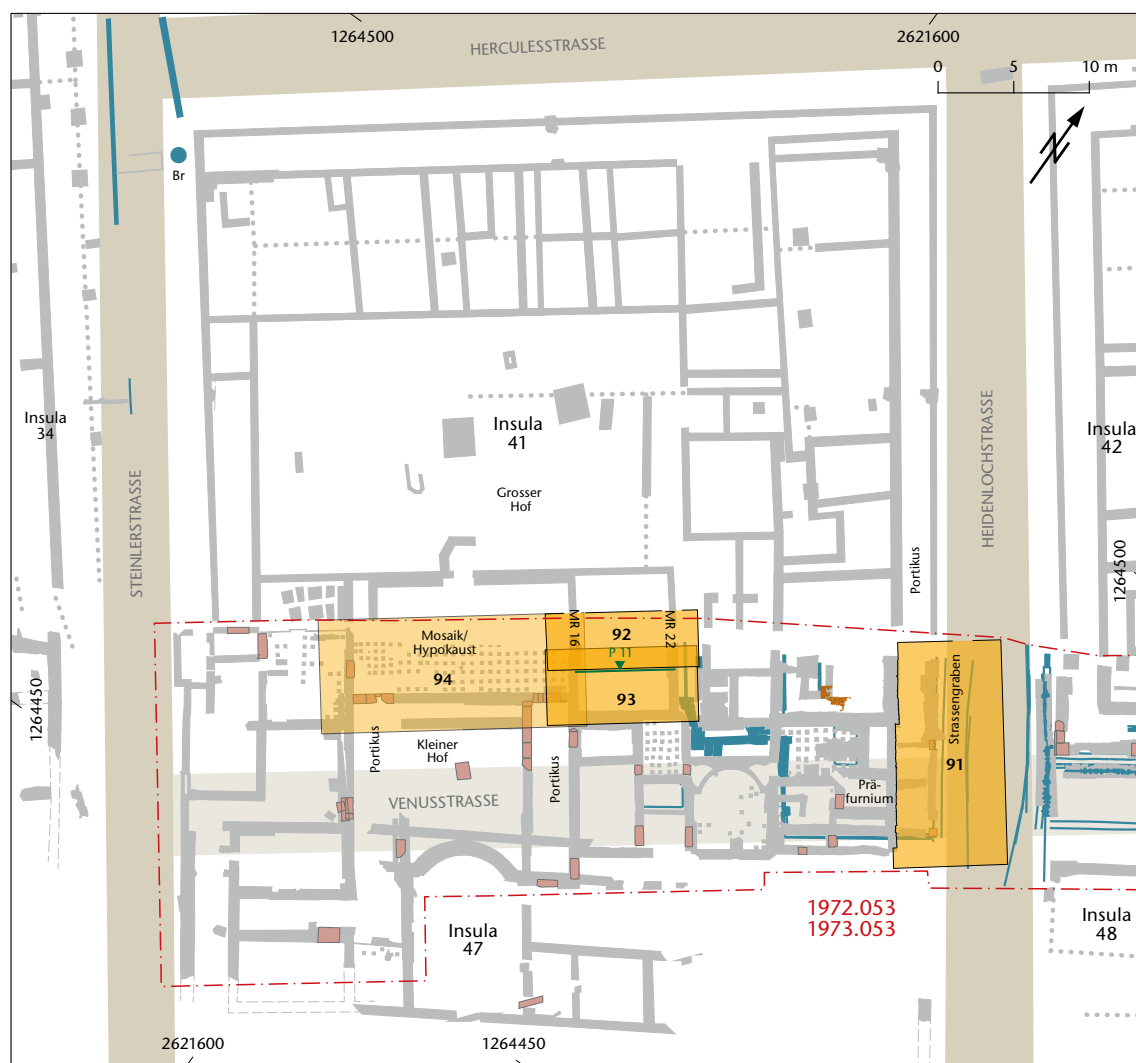 1264500
2621600
HERCULESSTRASSE
0
5
10 m
N
Br
Insula
34
Insula
41
Insula
42
Grosser
Hof
STEINLERSTRASSE
HEIDENLOCHSTRASSE
Portikus
1264500
MR 16
92
MR 22
P 11
Mosaik/
Hypokaust
94
93
Strassengraben
91
1264450
Portikus
Kleiner
Hof
Portikus
Prä-
furnium
VENUSSTRASSE
1972.053
1973.053
Insula
47
Insula
48
2621600
1264450